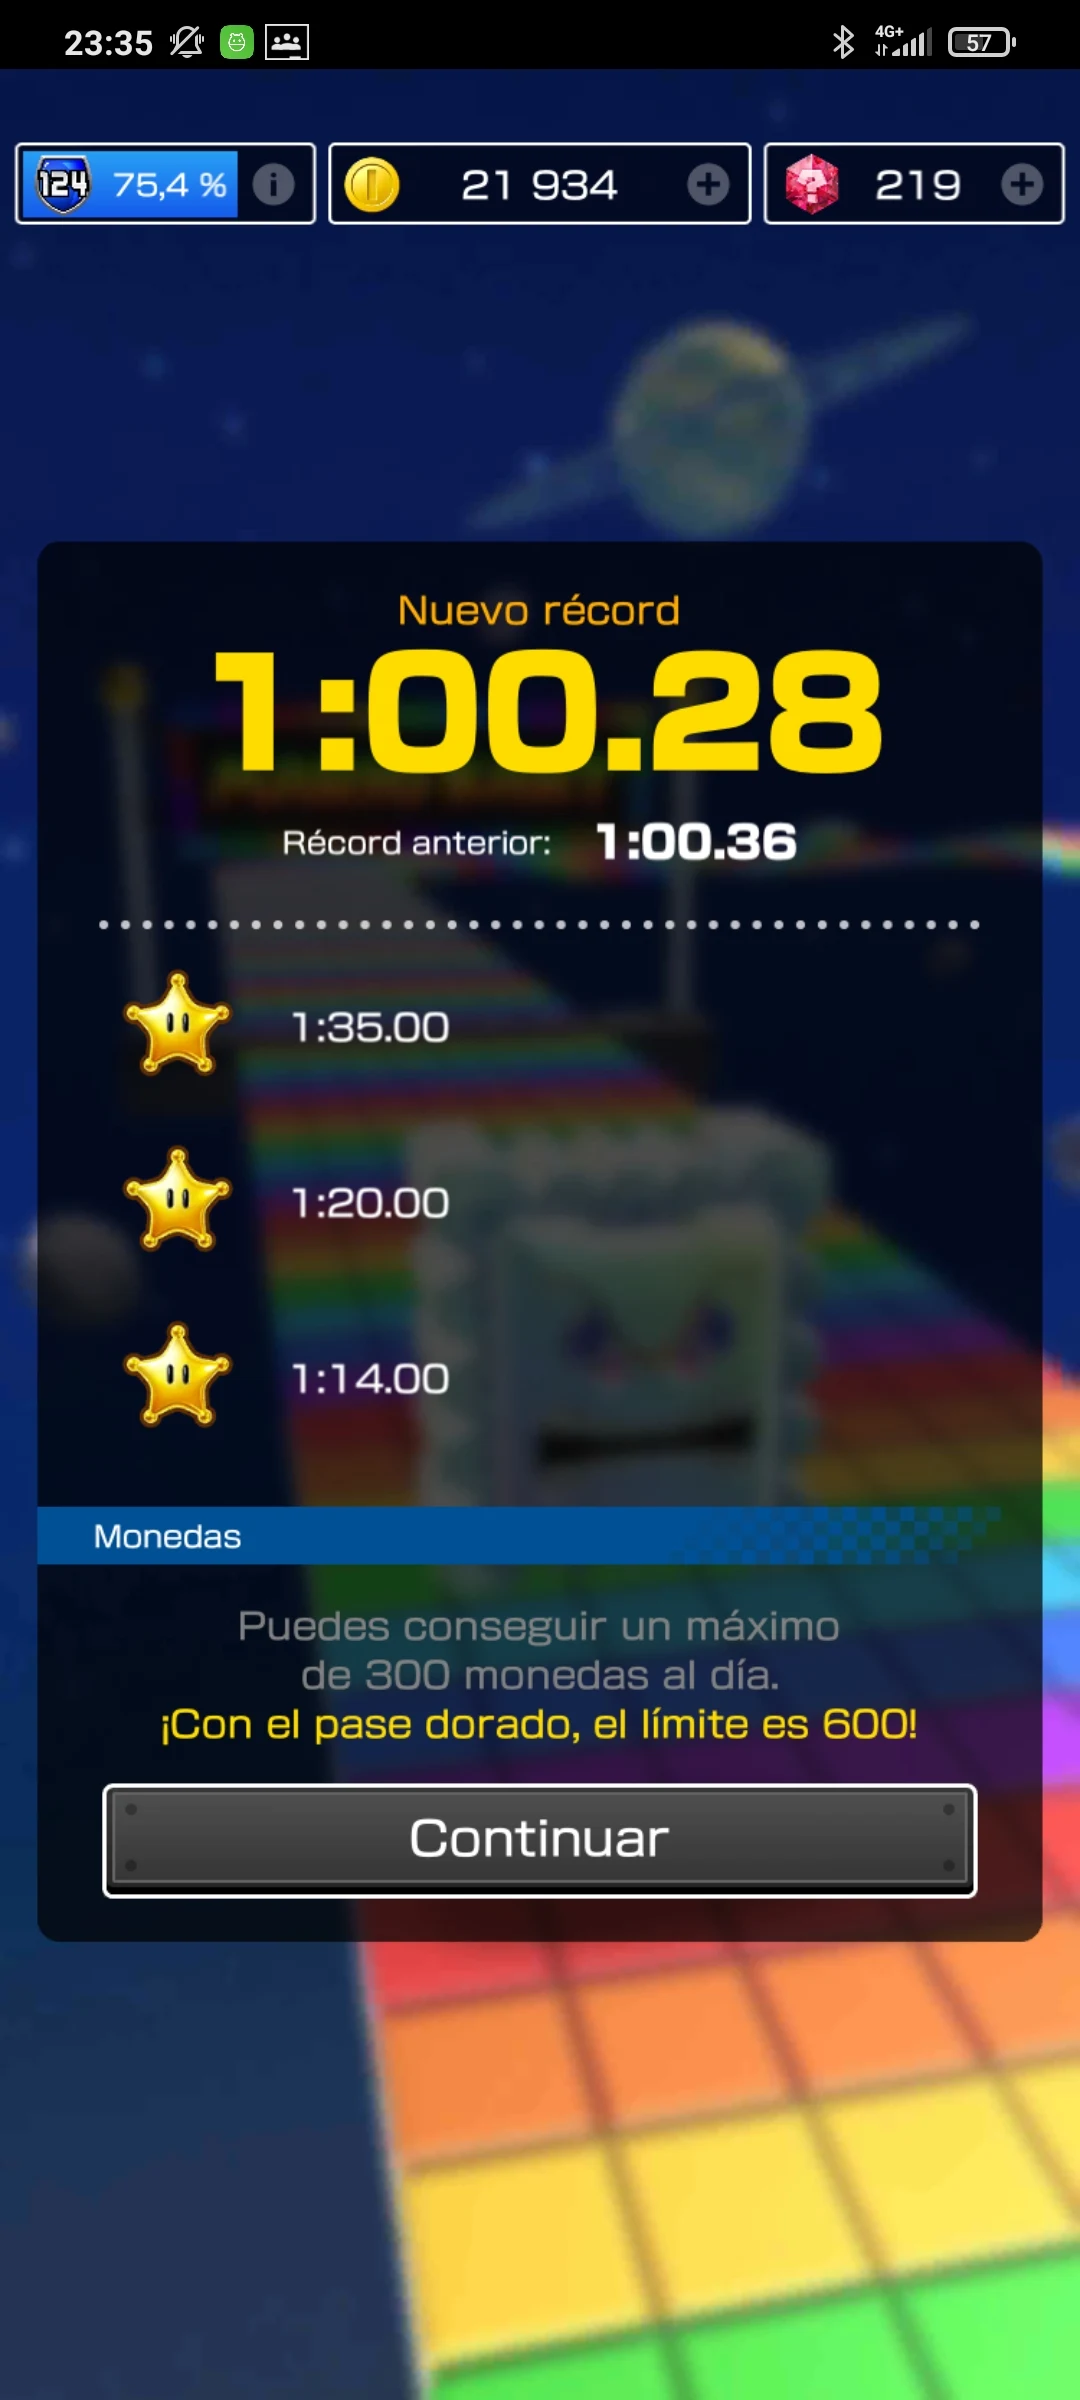 23:35 4G+ 57
124 75,4 % 21 934 219
Nuevo récord
1:00.28
Récord anterior: 1:00.36
1:35.00
1:20.00
1:14.00
Monedas
Puedes conseguir un máximo
de 300 monedas al día.
¡Con el pase dorado, el límite es 600!
Continuar